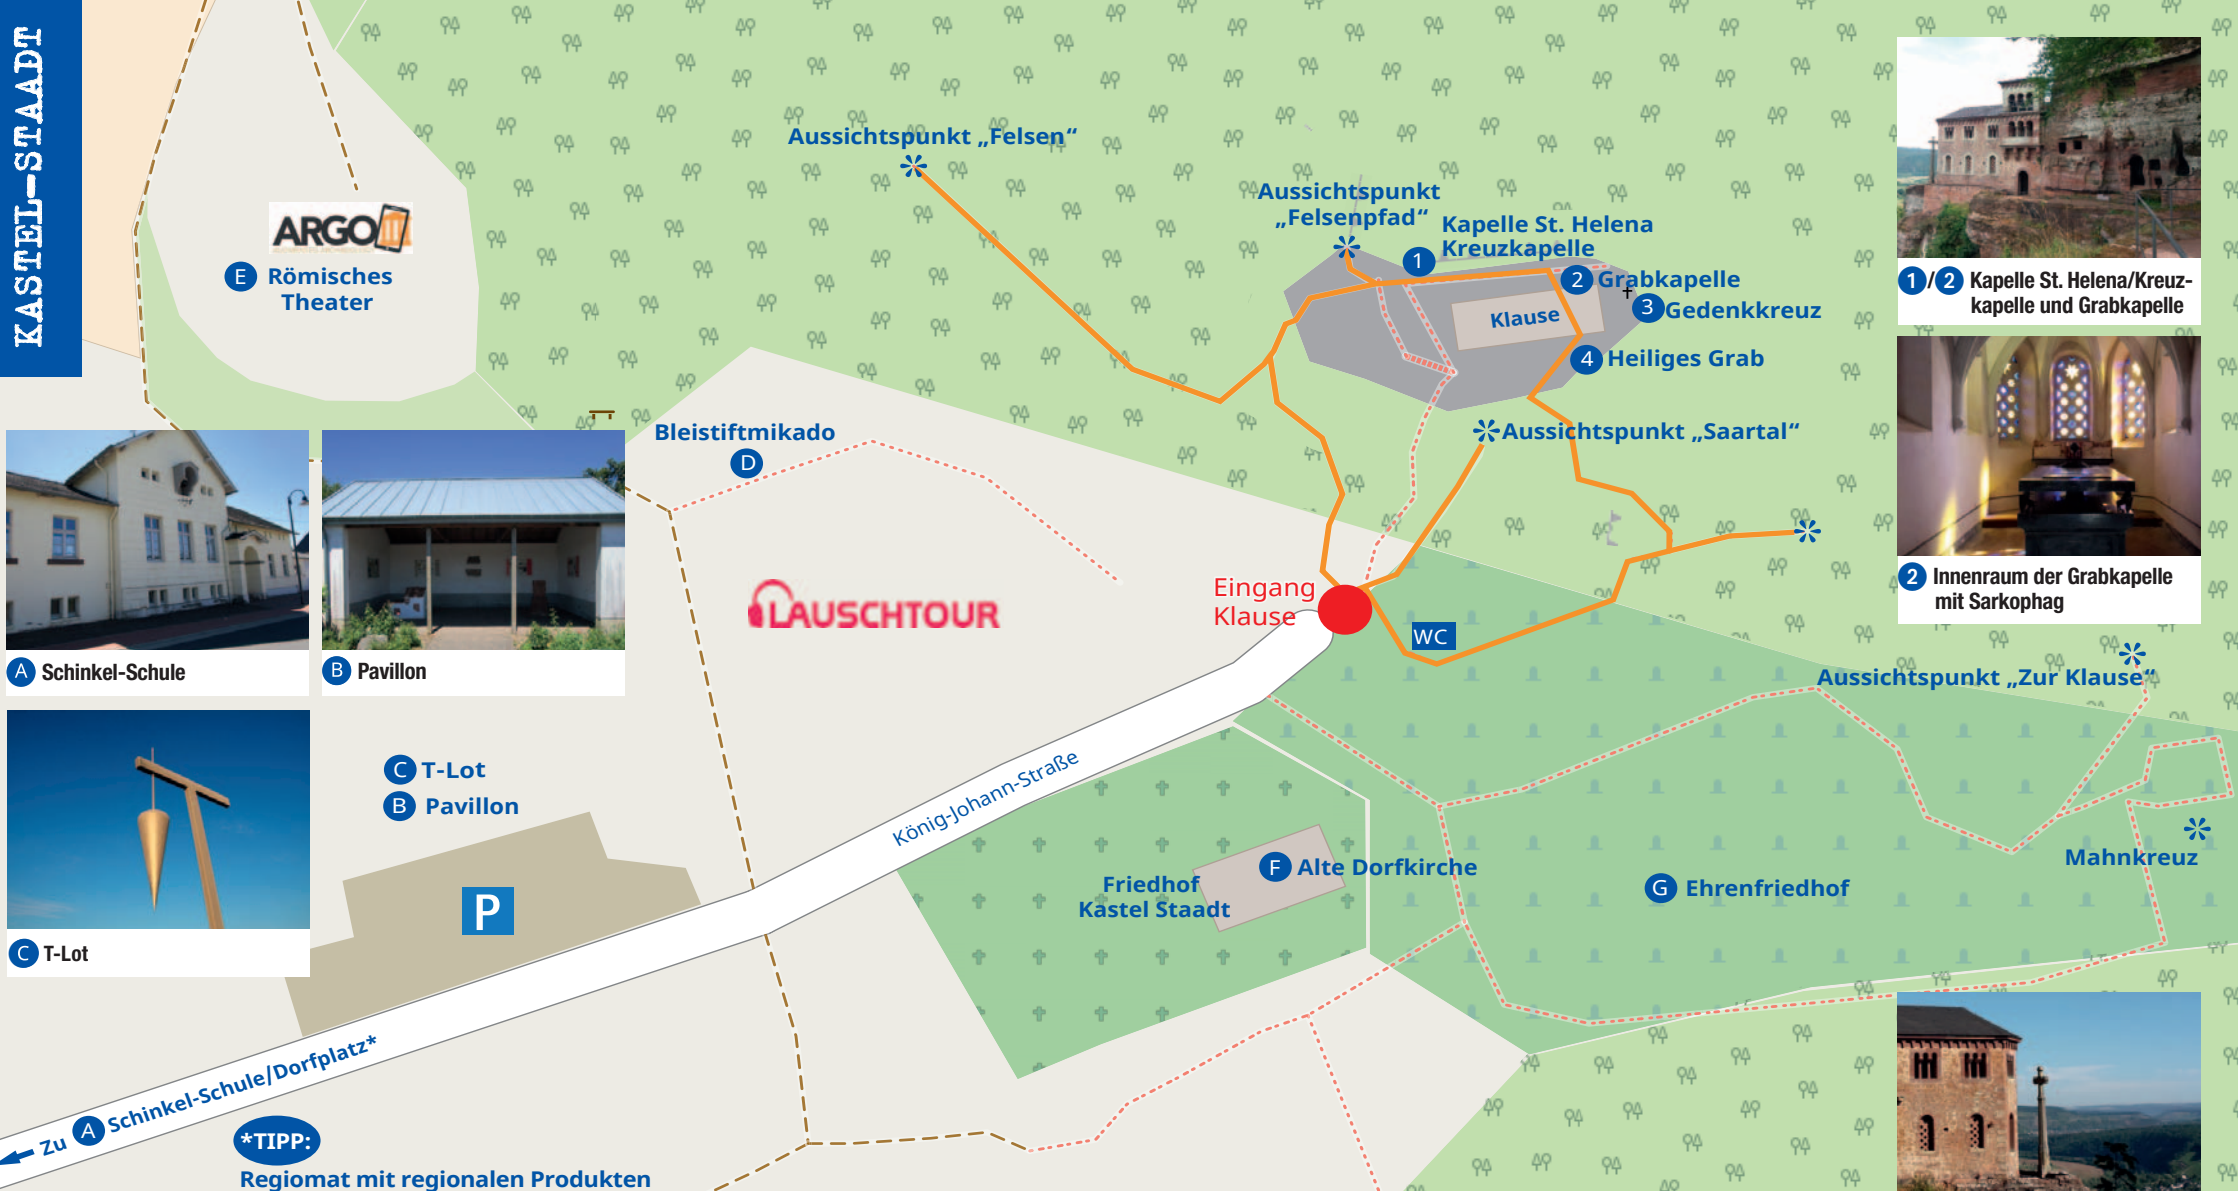 KASTEL-STAADT
Aussichtspunkt „Felsen“
Aussichtspunkt
„Felsenpfad“
Kapelle St. Helena
Kreuzkapelle
1
2 Grabkapelle
3 Gedenkkreuz
Klause
4 Heiliges Grab
Aussichtspunkt „Saartal“
1/2 Kapelle St. Helena/Kreuz-
kapelle und Grabkapelle
2 Innenraum der Grabkapelle
mit Sarkophag
ARGO
E Römisches
Theater
Bleistiftmikado
D
A Schinkel-Schule
B Pavillon
LAUSCHTOUR
Eingang
Klause
WC
Aussichtspunkt „Zur Klause“
C T-Lot
B Pavillon
C T-Lot
P
König-Johann-Straße
F Alte Dorfkirche
Friedhof
Kastel Staadt
G Ehrenfriedhof
Mahnkreuz
Zu A Schinkel-Schule/Dorfplatz*
*TIPP:
Regiomat mit regionalen Produkten